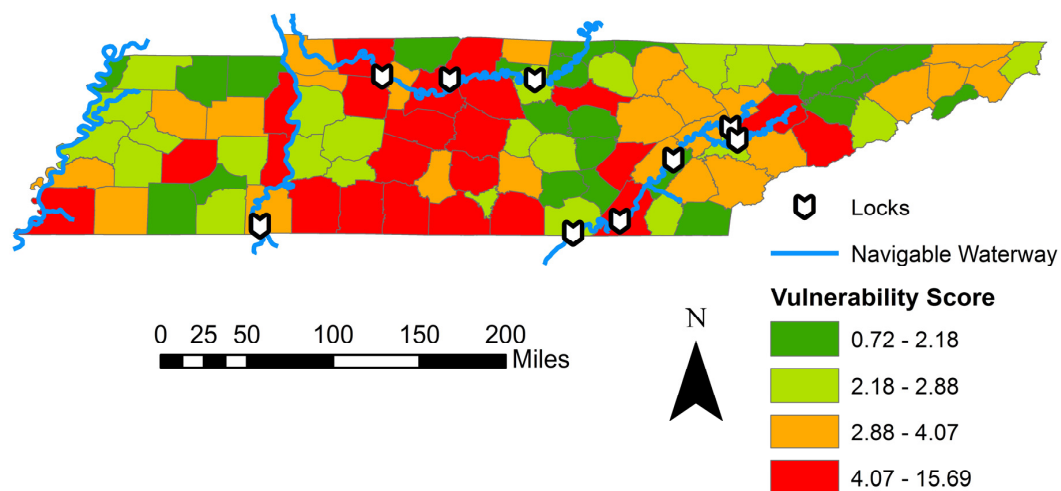 Locks
Navigable Waterway
Vulnerability Score
0.72 - 2.18
2.18 - 2.88
2.88 - 4.07
4.07 - 15.69
0 25 50 100 150 200
Miles
N